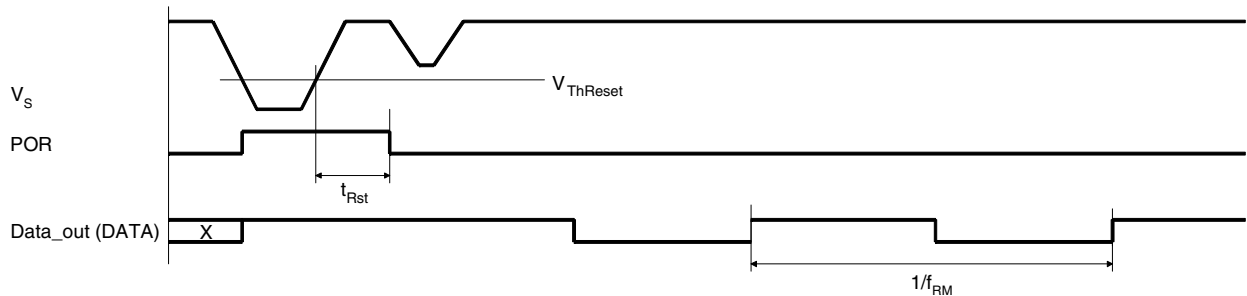 V_S
V_ThReset
POR
t_Rst
Data_out (DATA)
X
1/f_RM